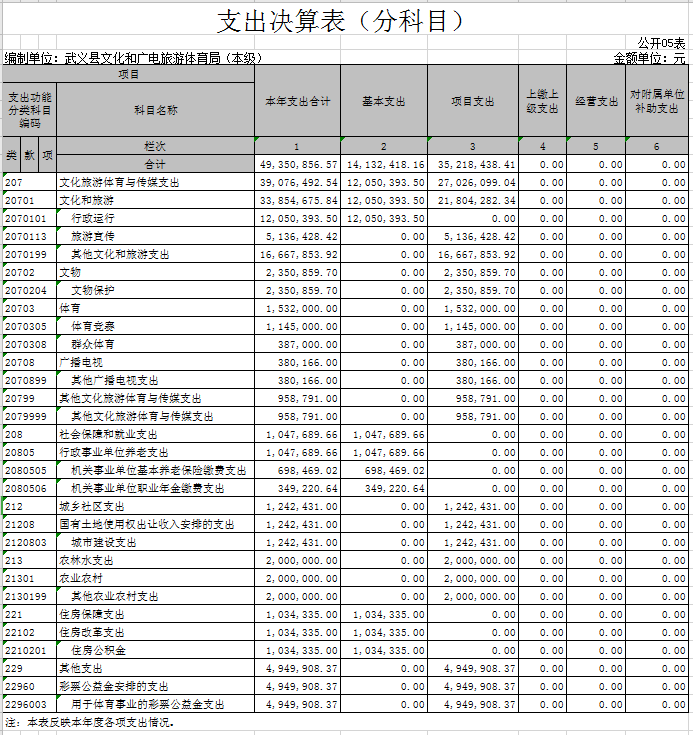 支出决算表（分科目）
公开05表
编制单位：武义县文化和广电旅游体育局（本级） 金额单位：元
项目 本年支出合计 基本支出 项目支出 上缴上级支出 经营支出 对附属单位补助支出
支出功能分类科目编码 科目名称
类 款 项 栏次 1 2 3 4 5 6
合计 49,350,856.57 14,132,418.16 35,218,438.41 0.00 0.00 0.00
207 文化旅游体育与传媒支出 39,076,492.54 12,050,393.50 27,026,099.04 0.00 0.00 0.00
20701 文化和旅游 33,854,675.84 12,050,393.50 21,804,282.34 0.00 0.00 0.00
2070101 行政运行 12,050,393.50 12,050,393.50 0.00 0.00 0.00 0.00
2070113 旅游宣传 5,136,428.42 0.00 5,136,428.42 0.00 0.00 0.00
2070199 其他文化和旅游支出 16,667,853.92 0.00 16,667,853.92 0.00 0.00 0.00
20702 文物 2,350,859.70 0.00 2,350,859.70 0.00 0.00 0.00
2070204 文物保护 2,350,859.70 0.00 2,350,859.70 0.00 0.00 0.00
20703 体育 1,532,000.00 0.00 1,532,000.00 0.00 0.00 0.00
2070305 体育竞赛 1,145,000.00 0.00 1,145,000.00 0.00 0.00 0.00
2070308 群众体育 387,000.00 0.00 387,000.00 0.00 0.00 0.00
20708 广播电视 380,166.00 0.00 380,166.00 0.00 0.00 0.00
2070899 其他广播电视支出 380,166.00 0.00 380,166.00 0.00 0.00 0.00
20799 其他文化旅游体育与传媒支出 958,791.00 0.00 958,791.00 0.00 0.00 0.00
2079999 其他文化旅游体育与传媒支出 958,791.00 0.00 958,791.00 0.00 0.00 0.00
208 社会保障和就业支出 1,047,689.66 1,047,689.66 0.00 0.00 0.00 0.00
20805 行政事业单位养老支出 1,047,689.66 1,047,689.66 0.00 0.00 0.00 0.00
2080505 机关事业单位基本养老保险缴费支出 698,469.02 698,469.02 0.00 0.00 0.00 0.00
2080506 机关事业单位职业年金缴费支出 349,220.64 349,220.64 0.00 0.00 0.00 0.00
212 城乡社区支出 1,242,431.00 0.00 1,242,431.00 0.00 0.00 0.00
21208 国有土地使用权出让收入安排的支出 1,242,431.00 0.00 1,242,431.00 0.00 0.00 0.00
2120803 城市建设支出 1,242,431.00 0.00 1,242,431.00 0.00 0.00 0.00
213 农林水支出 2,000,000.00 0.00 2,000,000.00 0.00 0.00 0.00
21301 农业农村 2,000,000.00 0.00 2,000,000.00 0.00 0.00 0.00
2130199 其他农业农村支出 2,000,000.00 0.00 2,000,000.00 0.00 0.00 0.00
221 住房保障支出 1,034,335.00 1,034,335.00 0.00 0.00 0.00 0.00
22102 住房改革支出 1,034,335.00 1,034,335.00 0.00 0.00 0.00 0.00
2210201 住房公积金 1,034,335.00 1,034,335.00 0.00 0.00 0.00 0.00
229 其他支出 4,949,908.37 0.00 4,949,908.37 0.00 0.00 0.00
22960 彩票公益金安排的支出 4,949,908.37 0.00 4,949,908.37 0.00 0.00 0.00
2296003 用于体育事业的彩票公益金支出 4,949,908.37 0.00 4,949,908.37 0.00 0.00 0.00
注：本表反映本年度各项支出情况.